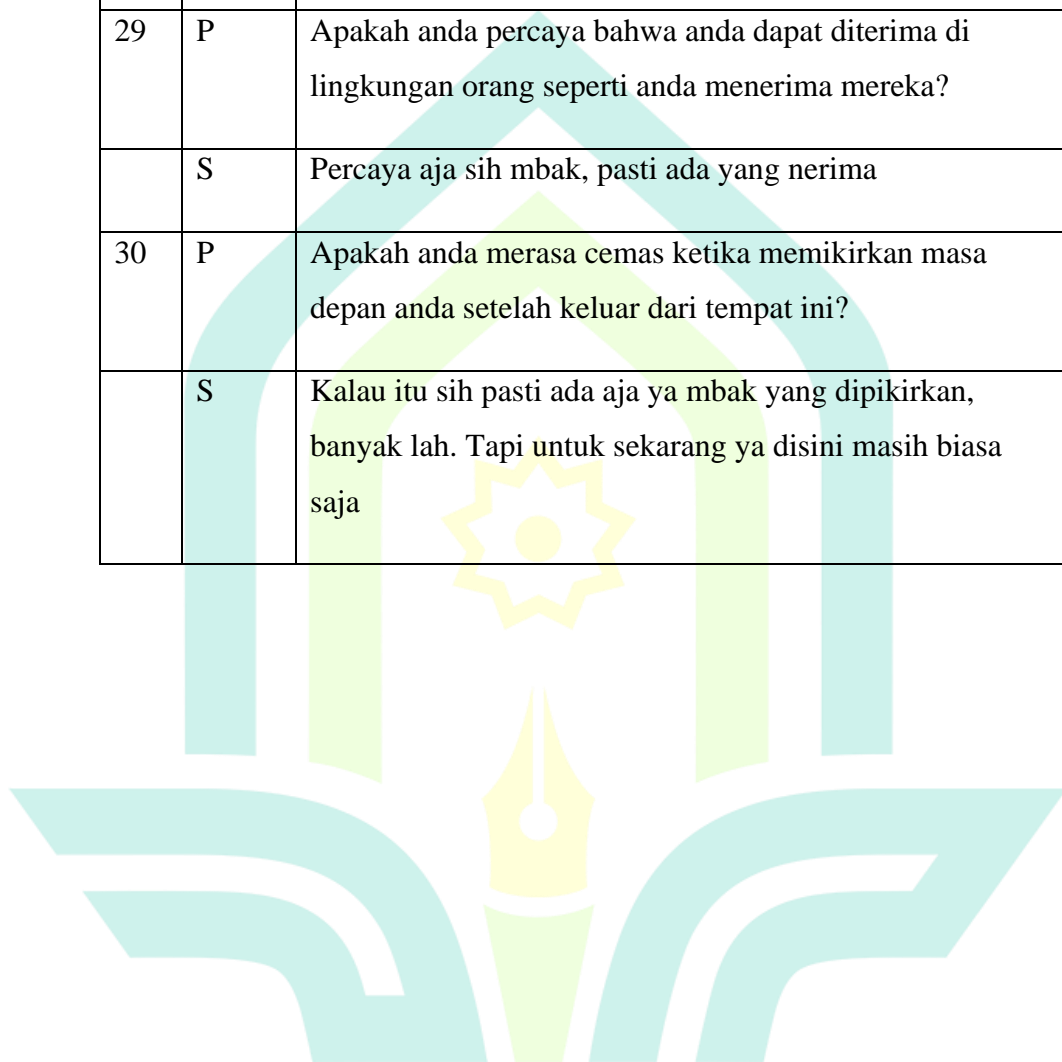 29 P Apakah anda percaya bahwa anda dapat diterima di
lingkungan orang seperti anda menerima mereka?
S Percaya aja sih mbak, pasti ada yang nerima
30 P Apakah anda merasa cemas ketika memikirkan masa
depan anda setelah keluar dari tempat ini?
S Kalau itu sih pasti ada aja ya mbak yang dipikirkan,
banyak lah. Tapi untuk sekarang ya disini masih biasa
saja